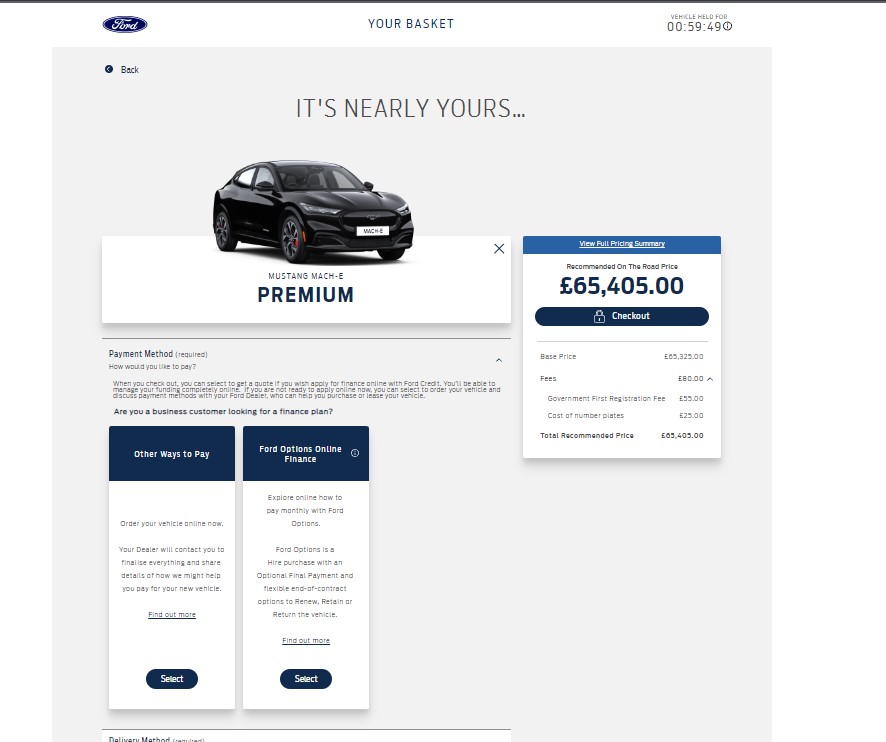 Ford
YOUR BASKET
VEHICLE HELD FOR
00:59:49
Back
IT'S NEARLY YOURS...
MACH-E
MUSTANG MACH-E
PREMIUM
View Full Pricing Summary
Recommended On The Road Price
£65,405.00
Checkout
Base Price £65,325.00
Fees £80.00
Government First Registration Fee £55.00
Cost of number plates £25.00
Total Recommended Price £65,405.00
Payment Method (required)
How would you like to pay?
When you check out, you can select to get a quote if you wish apply for finance online with Ford Credit. You'll be able to
manage your funding completely online. If you are not ready to apply online now, you can select to order your vehicle and
discuss payment methods with your Ford Dealer, who can help you purchase or lease your vehicle.
Are you a business customer looking for a finance plan?
Other Ways to Pay
Order your vehicle online now.
Your Dealer will contact you to
finalise everything and share
details of how we might help
you pay for your new vehicle.
Find out more
Select
Ford Options Online
Finance
Explore online how to
pay monthly with Ford
Options.
Ford Options is a
Hire purchase with an
Optional Final Payment and
flexible end-of-contract
options to Renew, Retain or
Return the vehicle.
Find out more
Select
Delivery Method (required)